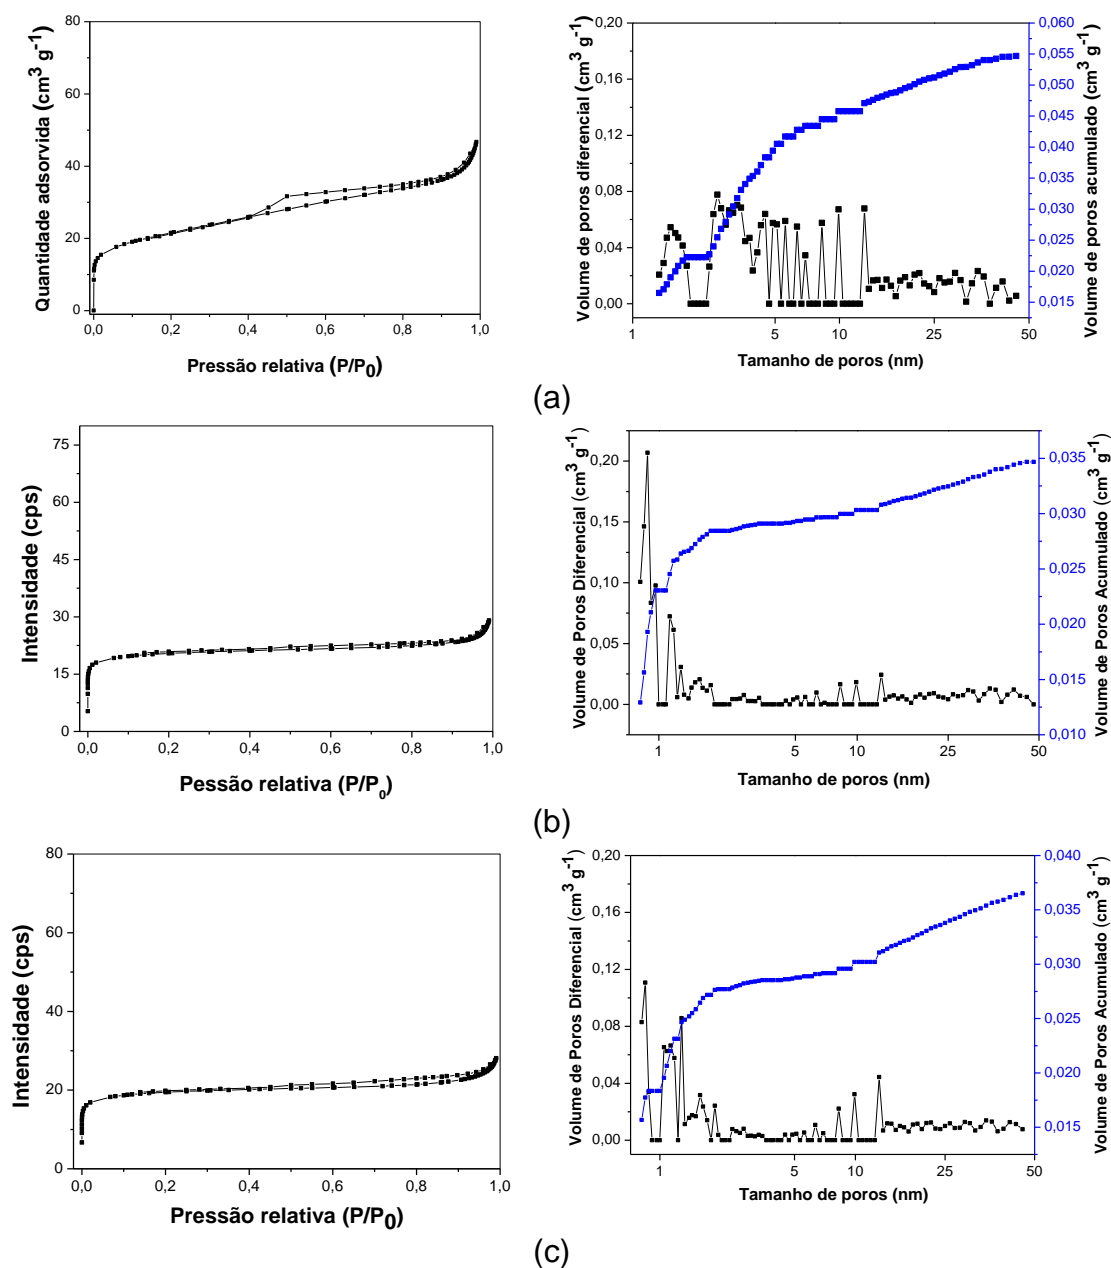 Quantidade adsorvida (cm³ g⁻¹)
80
60
40
20
0
0,0 0,2 0,4 0,6 0,8 1,0
Pressão relativa (P/P₀)
Volume de poros diferencial (cm³ g⁻¹)
0,20
0,16
0,12
0,08
0,04
0,00
1 5 10 25 50
Tamanho de poros (nm)
0,060
0,055
0,050
0,045
0,040
0,035
0,030
0,025
0,020
0,015
Volume de poros acumulado (cm³ g⁻¹)
(a)
Intensidade (cps)
75
60
45
30
15
0
0,0 0,2 0,4 0,6 0,8 1,0
Pessão relativa (P/P₀)
Volume de Poros Diferencial (cm³ g⁻¹)
0,20
0,15
0,10
0,05
0,00
1 5 10 25 50
Tamanho de poros (nm)
0,035
0,030
0,025
0,020
0,015
0,010
Volume de Poros Acumulado (cm³ g⁻¹)
(b)
Intensidade (cps)
80
60
40
20
0
0,0 0,2 0,4 0,6 0,8 1,0
Pressão relativa (P/P₀)
Volume de Poros Diferencial (cm³ g⁻¹)
0,20
0,16
0,12
0,08
0,04
0,00
1 5 10 25 50
Tamanho de poros (nm)
0,040
0,035
0,030
0,025
0,020
0,015
Volume de Poros Acumulado (cm³ g⁻¹)
(c)